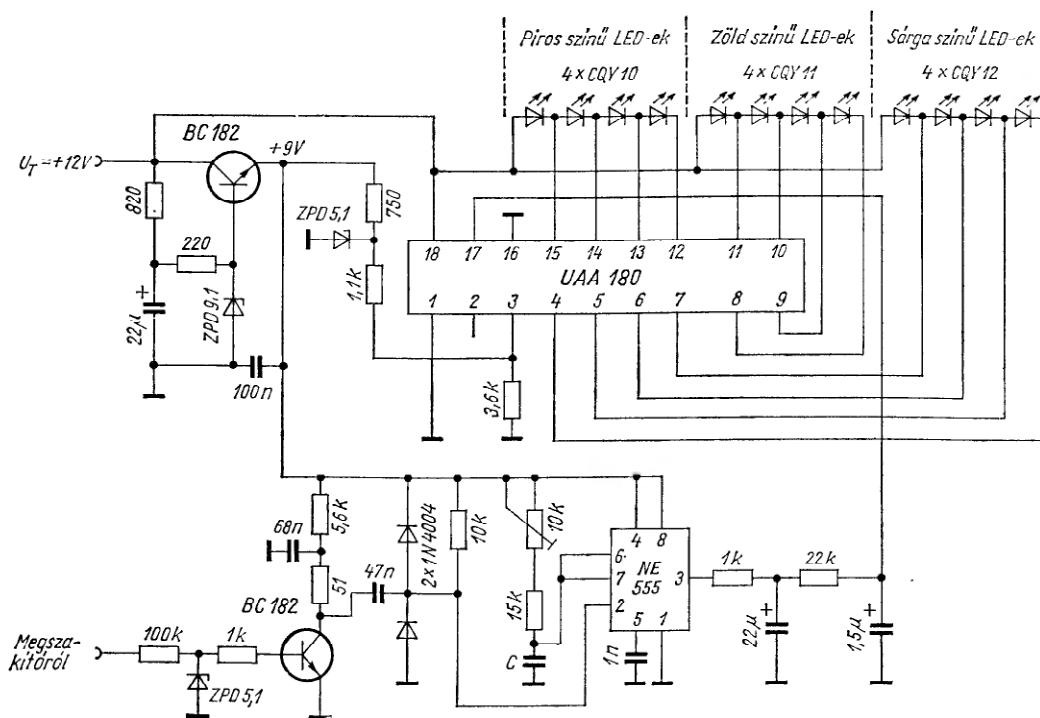 Piros színű LED-ek
Zöld színű LED-ek
Sárga színű LED-ek
4 x CQY 10
4 x CQY 11
4 x CQY 12
BC 182
+9V
U_T = +12V
820
220
22µ
+
ZPD 9,1
100n
ZPD 5,1
750
1,1k
18
17
16
15
14
13
12
11
10
UAA 180
1
2
3
4
5
6
7
8
9
3,6k
5,6k
68n
51
47n
2x1N4004
10k
10k
15k
C
4
8
6
7
2
NE
555
3
5
1
1n
1k
22k
22µ
+
1,5µ
+
BC 182
Megsza-
kítóról
100k
1k
ZPD 5,1